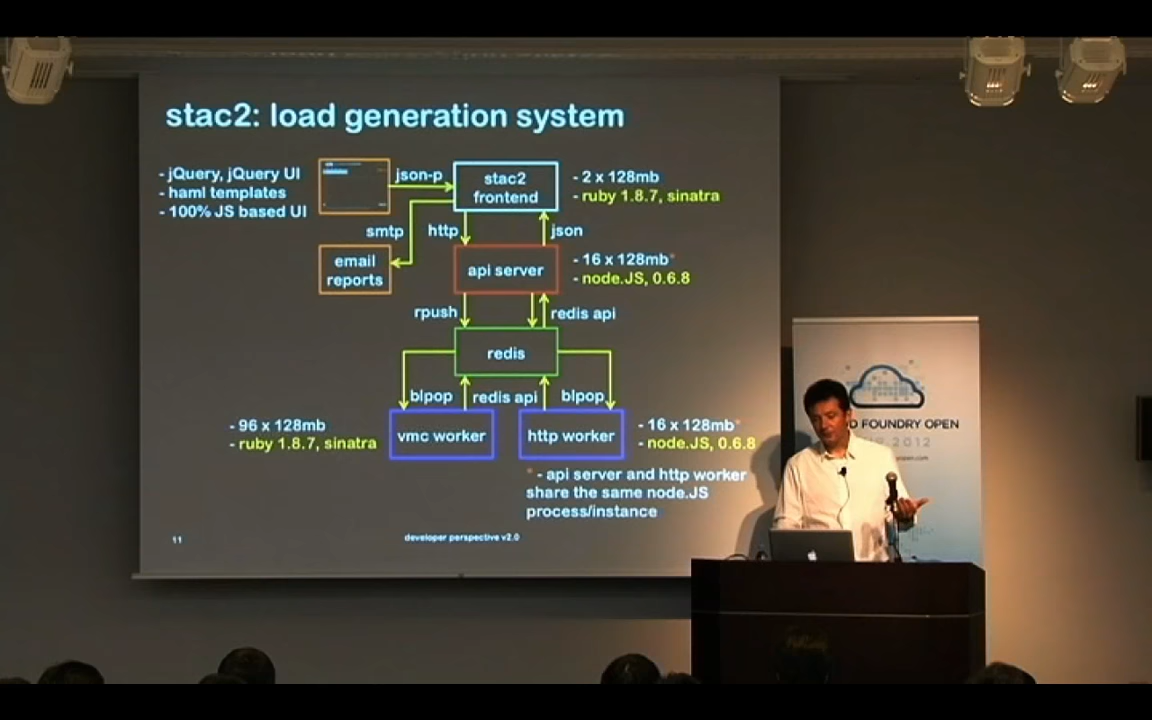 stac2: load generation system
- jQuery, jQuery UI
- haml templates
- 100% JS based UI
json-p
stac2
frontend
- 2 x 128mb
- ruby 1.8.7, sinatra
smtp
http
json
email
reports
api server
- 16 x 128mb*
- node.JS, 0.6.8
rpush
redis api
redis
blpop
redis api
blpop
- 96 x 128mb
- ruby 1.8.7, sinatra
vmc worker
http worker
- 16 x 128mb*
- node.JS, 0.6.8
* - api server and http worker
share the same node.JS
process/instance
11
developer perspective v2.0
FOUNDRY OPEN
2012